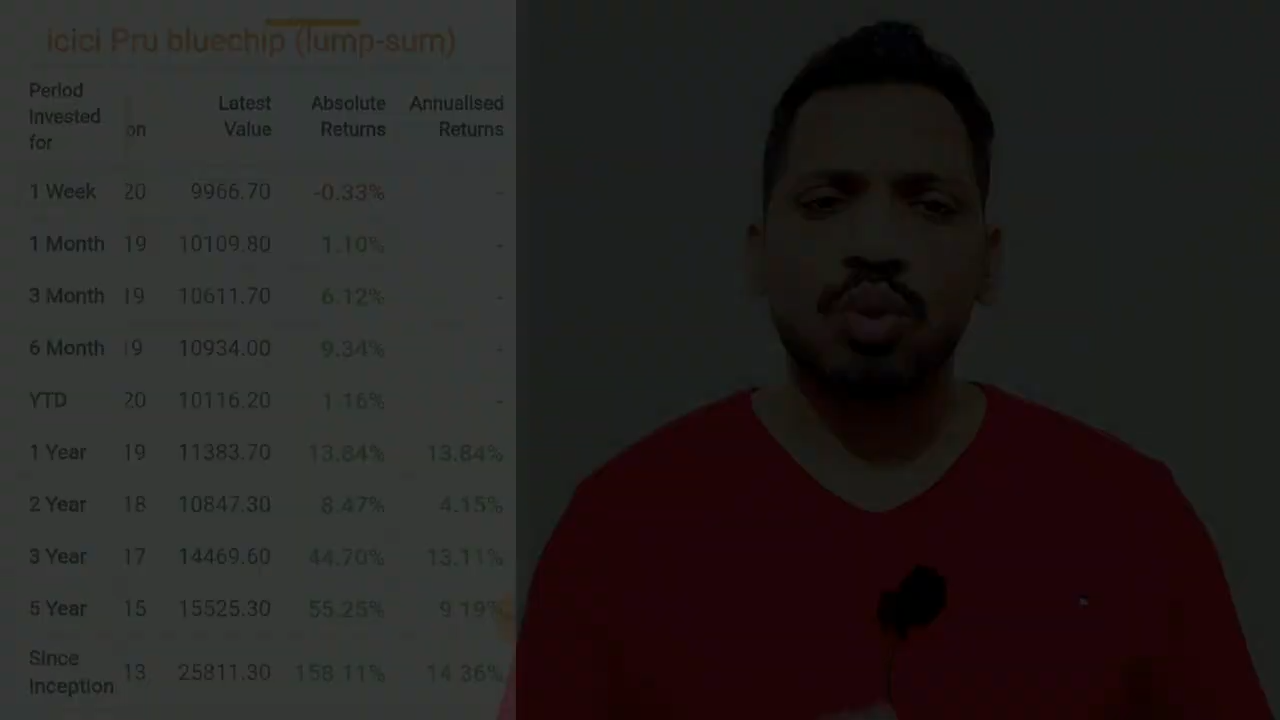 icici Pru bluechip (lump-sum)
Period Invested for on Latest Value Absolute Returns Annualised Returns
1 Week 20 9966.70 -0.33% -
1 Month 19 10109.80 1.10% -
3 Month 19 10611.70 6.12% -
6 Month 19 10934.00 9.34% -
YTD 20 10116.20 1.16% -
1 Year 19 11383.70 13.84% 13.84%
2 Year 18 10847.30 8.47% 4.15%
3 Year 17 14469.60 44.70% 13.11%
5 Year 15 15525.30 55.25% 9.19%
Since Inception 13 25811.30 158.11% 14.36%